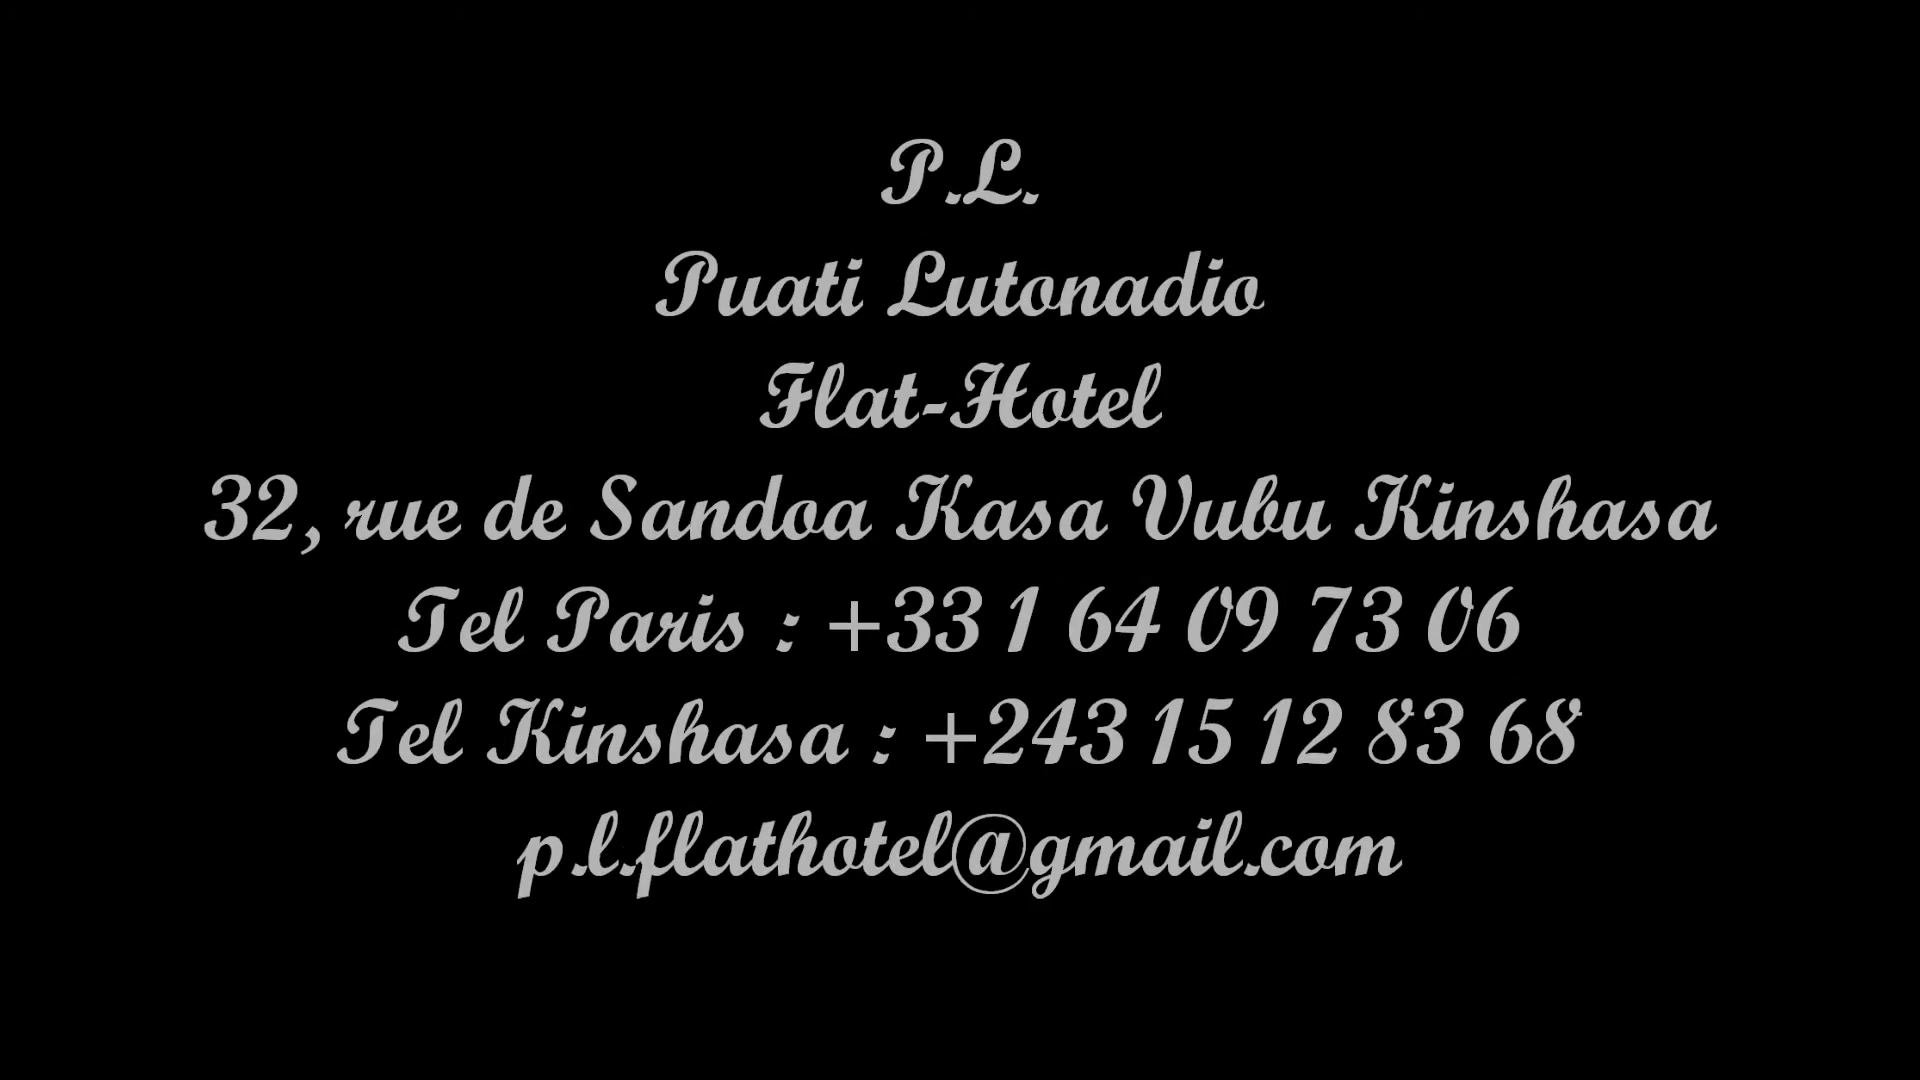 P.L.
Puati Lutonadio
Flat-Hotel
32, rue de Sandoa Kasa Vubu Kinshasa
Tel Paris : +33 1 64 09 73 06
Tel Kinshasa : +243 15 12 83 68
p.l.flathotel@gmail.com